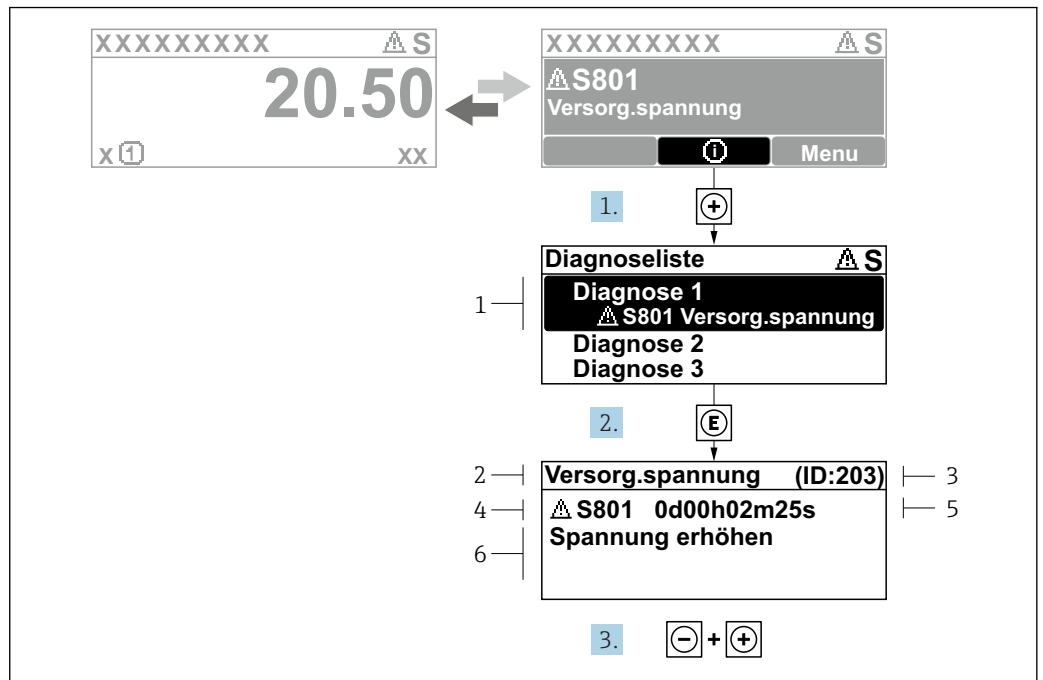 XXXXXXXXX ⚠ S
20.50
x ① XX
XXXXXXXXX ⚠ S
⚠ S801
Versorg.spannung
ⓘ Menu
1. +
Diagnoseliste ⚠ S
1
Diagnose 1
⚠ S801 Versorg.spannung
Diagnose 2
Diagnose 3
2. E
2 Versorg.spannung (ID:203) 3
4 ⚠ S801 0d00h02m25s 5
6 Spannung erhöhen
3. - + +